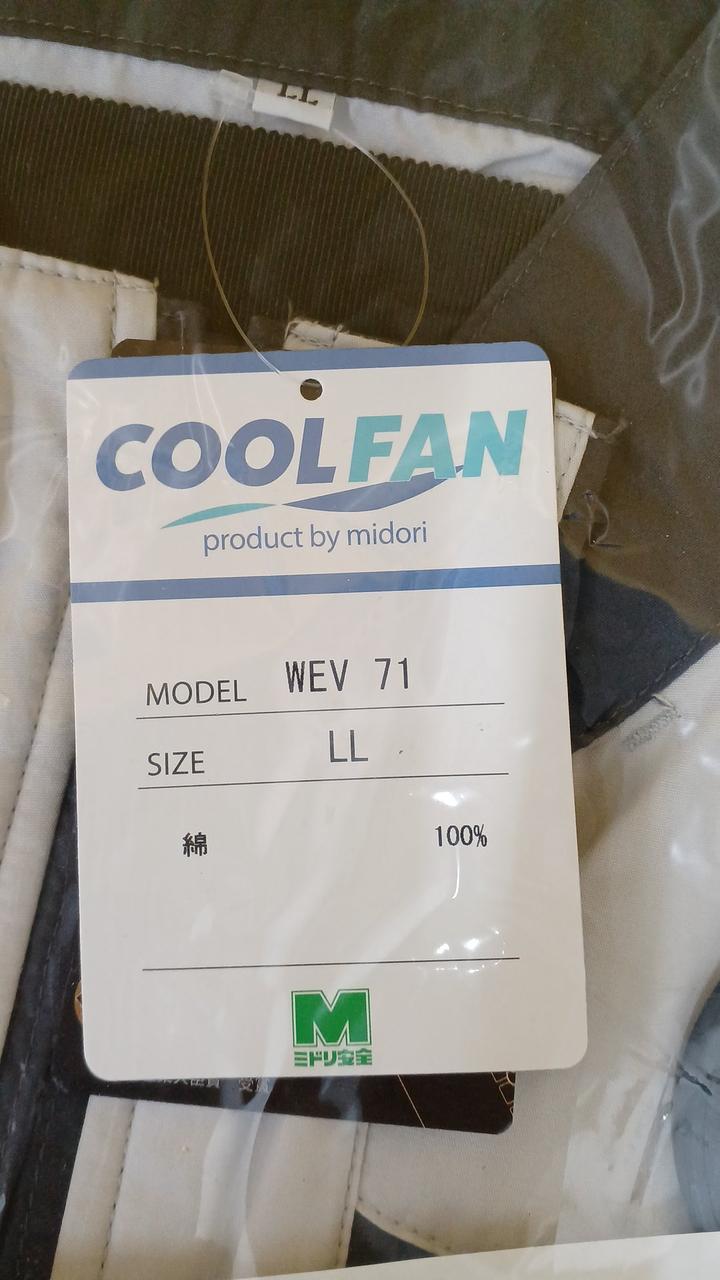 LL
COOLFAN
product by midori
MODEL WEV 71
SIZE LL
綿 100%
M
ミドリ安全